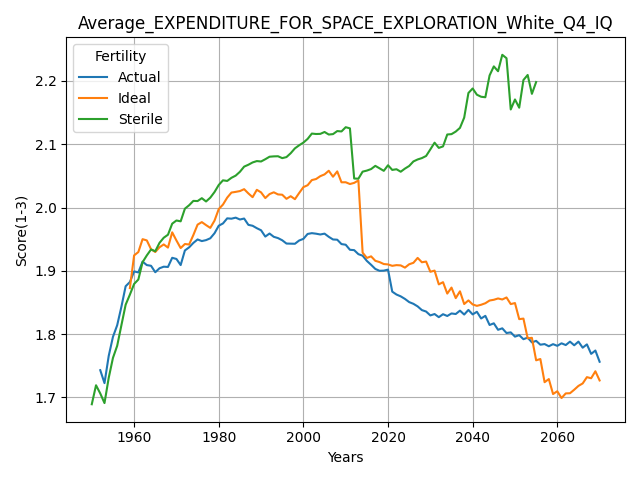 Average_EXPENDITURE_FOR_SPACE_EXPLORATION_White_Q4_IQ
Fertility
Actual
Ideal
Sterile
Score(1-3)
2.2
2.1
2.0
1.9
1.8
1.7
1960 1980 2000 2020 2040 2060
Years